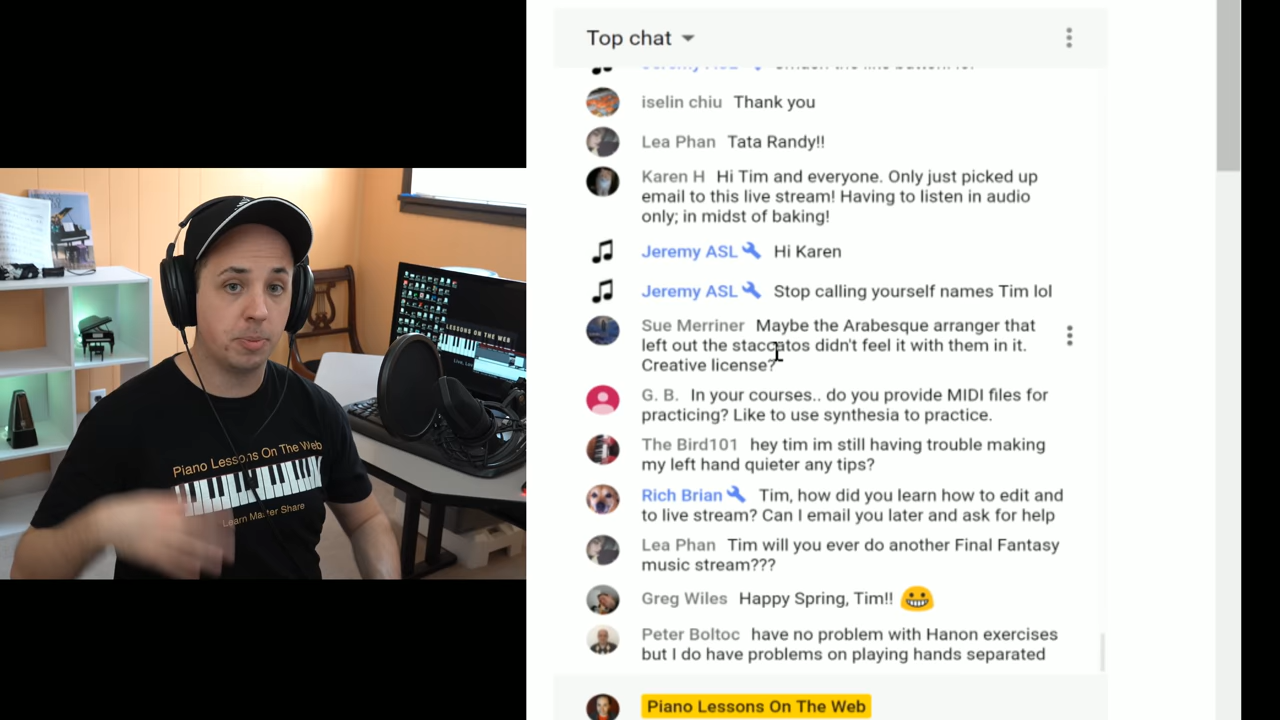 Top chat
iselin chiu Thank you
Lea Phan Tata Randy!!
Karen H Hi Tim and everyone. Only just picked up
email to this live stream! Having to listen in audio
only; in midst of baking!
Jeremy ASL Hi Karen
Jeremy ASL Stop calling yourself names Tim lol
Sue Merriner Maybe the Arabesque arranger that
left out the staccatos didn't feel it with them in it.
Creative license?
G. B. In your courses.. do you provide MIDI files for
practicing? Like to use synthesia to practice.
The Bird101 hey tim im still having trouble making
my left hand quieter any tips?
Rich Brian Tim, how did you learn how to edit and
to live stream? Can I email you later and ask for help
Lea Phan Tim will you ever do another Final Fantasy
music stream???
Greg Wiles Happy Spring, Tim!!
Peter Boltoc have no problem with Hanon exercises
but I do have problems on playing hands separated
Piano Lessons On The Web
LESSONS ON THE WEB
Piano Lessons On The Web
Learn Master Share